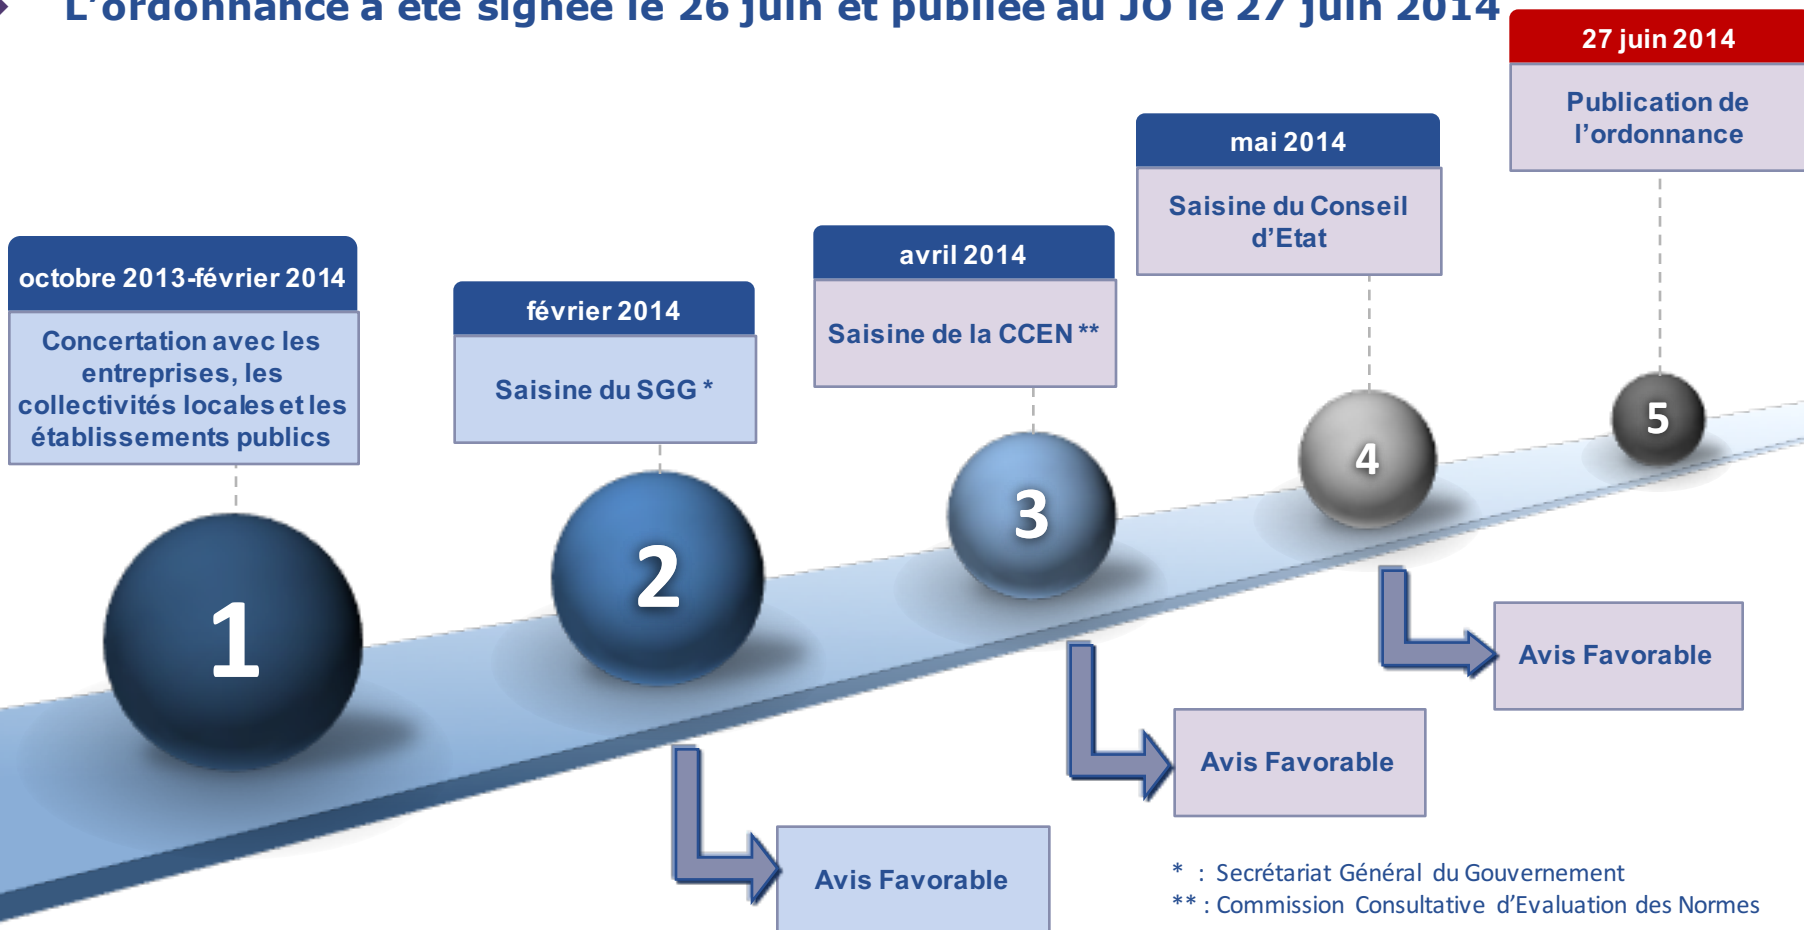 L’ordonnance a été signée le 26 juin et publiée au JO le 27 juin 2014
27 juin 2014
Publication de
l’ordonnance
mai 2014
Saisine du Conseil
d’Etat
avril 2014
Saisine de la CCEN **
février 2014
Saisine du SGG *
octobre 2013-février 2014
Concertation avec les
entreprises, les
collectivités locales et les
établissements publics
1
2
3
4
5
Avis Favorable
Avis Favorable
Avis Favorable
* : Secrétariat Général du Gouvernement
** : Commission Consultative d’Evaluation des Normes